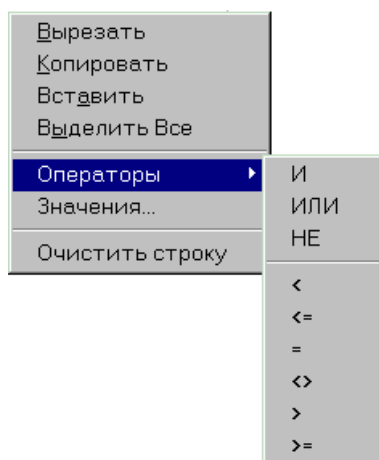 Вырезать
Копировать
Вставить
Выделить Все
Операторы
Значения...
Очистить строку
И
ИЛИ
НЕ
<
<=
=
<>
>
>=